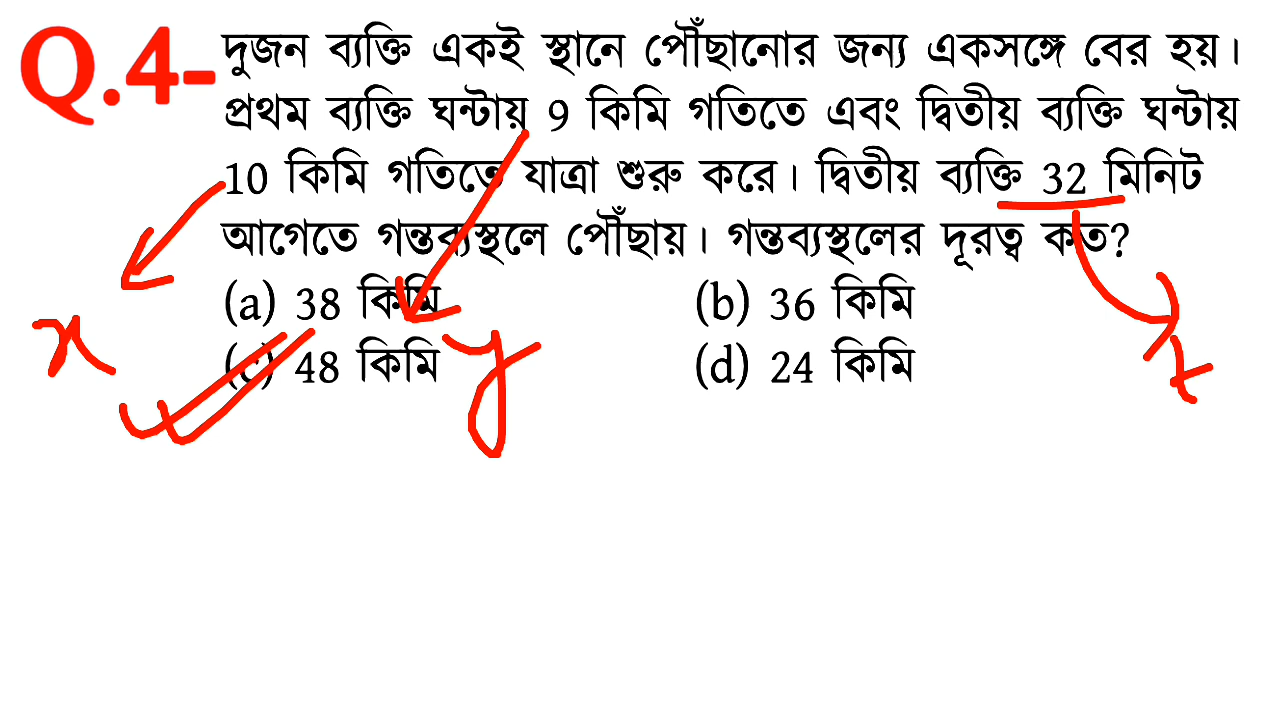 Q.4- দুজন ব্যক্তি একই স্থানে পৌঁছানোর জন্য একসঙ্গে বের হয়।
প্রথম ব্যক্তি ঘন্টায় 9 কিমি গতিতে এবং দ্বিতীয় ব্যক্তি ঘন্টায়
10 কিমি গতিতে যাত্রা শুরু করে। দ্বিতীয় ব্যক্তি 32 মিনিট
আগেতে গন্তব্যস্থলে পৌঁছায়। গন্তব্যস্থলের দূরত্ব কত?
(a) 38 কিমি (b) 36 কিমি
x
(c) 48 কিমি y (d) 24 কিমি